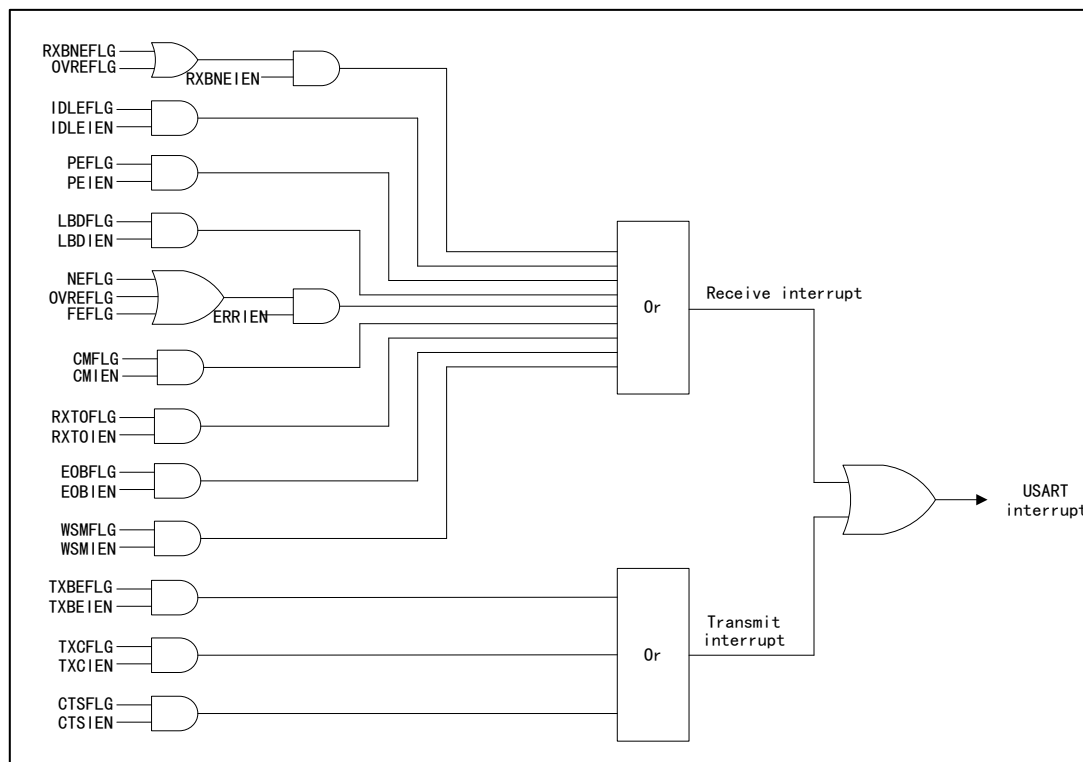 RXBNEFLG
OVREFLG
RXBNEIEN
IDLEFLG
IDLEIEN
PEFLG
PEIEN
LBDFLG
LBDIEN
NEFLG
OVREFLG
FEFLG
ERRIEN
CMFLG
CMIEN
RXTOFLG
RXTOIEN
EOBFLG
EOBIEN
WSMFLG
WSMIEN
Or
Receive interrupt
USART
interrupt
TXBEFLG
TXBEIEN
TXCFLG
TXCIEN
CTSFLG
CTSIEN
Or
Transmit
interrupt